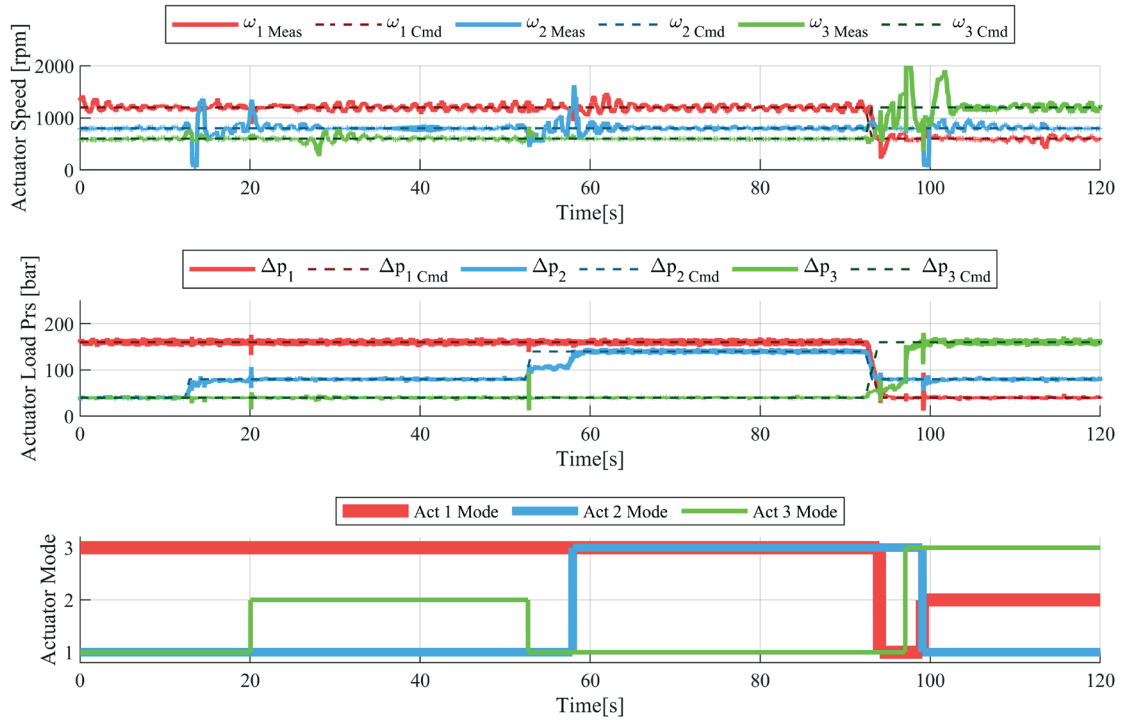 ω1 Meas ω1 Cmd ω2 Meas ω2 Cmd ω3 Meas ω3 Cmd
Actuator Speed [rpm]
2000
1000
0
0 20 40 60 80 100 120
Time[s]
Δp1 Δp1 Cmd Δp2 Δp2 Cmd Δp3 Δp3 Cmd
Actuator Load Prs [bar]
200
100
0
0 20 40 60 80 100 120
Time[s]
Act 1 Mode Act 2 Mode Act 3 Mode
Actuator Mode
3
2
1
0 20 40 60 80 100 120
Time[s]